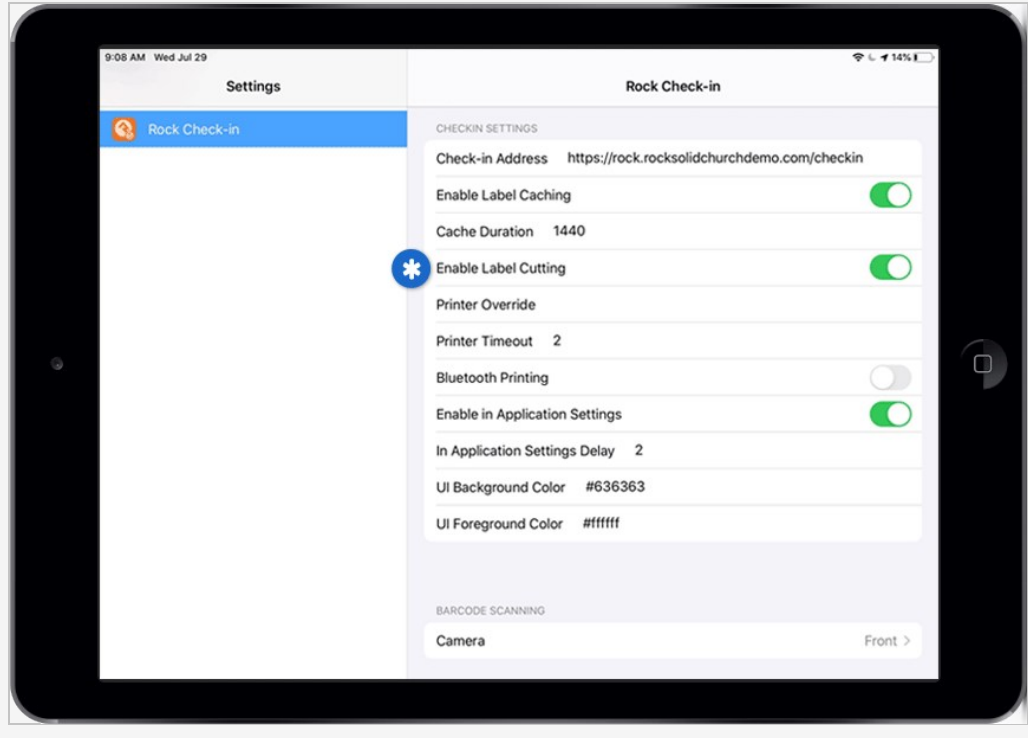 9:08 AM Wed Jul 29
14%
Settings
Rock Check-in
Rock Check-in
CHECKIN SETTINGS
Check-in Address https://rock.rocksolidchurchdemo.com/checkin
Enable Label Caching
Cache Duration 1440
Enable Label Cutting
Printer Override
Printer Timeout 2
Bluetooth Printing
Enable in Application Settings
In Application Settings Delay 2
UI Background Color #636363
UI Foreground Color #ffffff
BARCODE SCANNING
Camera Front >